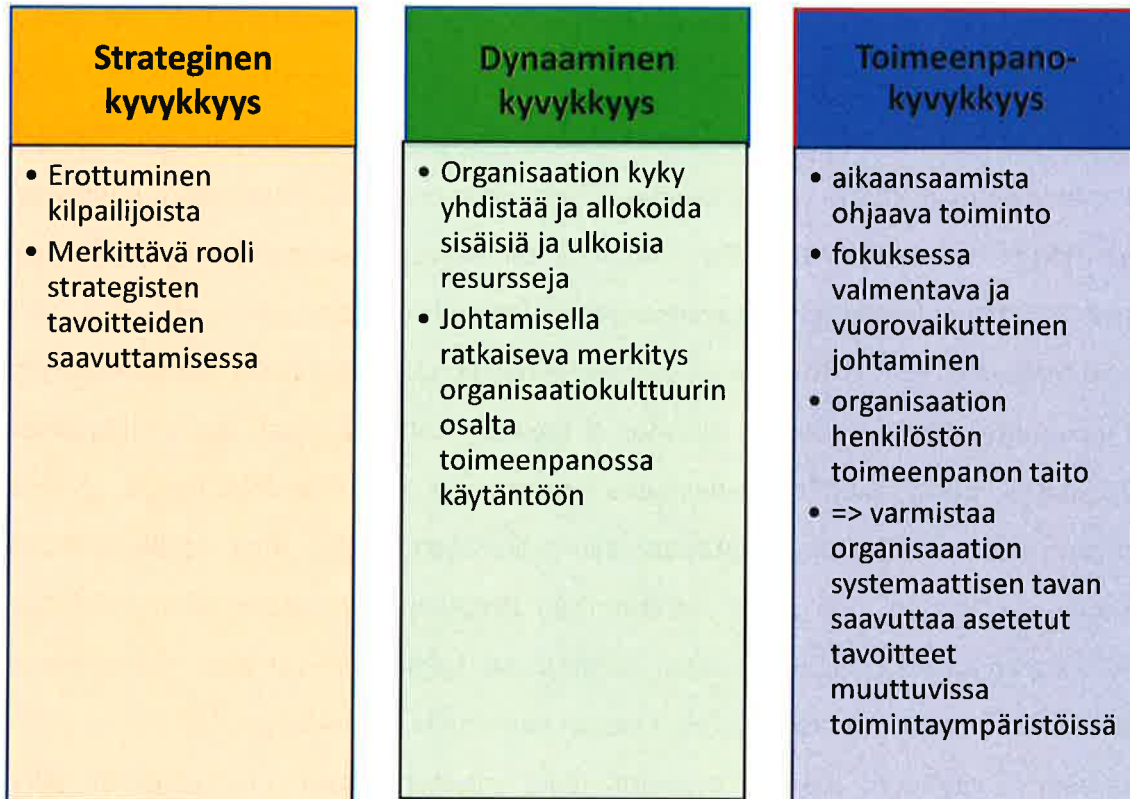 Strateginen
kyvykkyys
• Erottuminen
kilpailijoista
• Merkittävä rooli
strategisten
tavoitteiden
saavuttamisessa
Dynaaminen
kyvykkyys
• Organisaation kyky
yhdistää ja allokoida
sisäisiä ja ulkoisia
resursseja
• Johtamisella
ratkaiseva merkitys
organisaatiokulttuurin
osalta
toimeenpanossa
käytäntöön
Toimeenpano-
kyvykkyys
• aikaansaamista
ohjaava toiminto
• fokuksessa
valmentava ja
vuorovaikutteinen
johtaminen
• organisaation
henkilöstön
toimeenpanon taito
• => varmistaa
organisaaation
systemaattisen tavan
saavuttaa asetetut
tavoitteet
muuttuvissa
toimintaympäristöissä